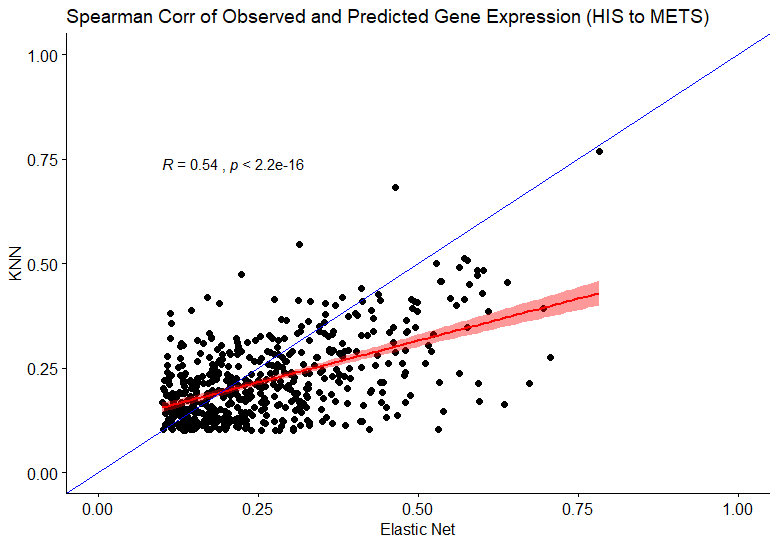 Spearman Corr of Observed and Predicted Gene Expression (HIS to METS)
1.00
0.75
R = 0.54 , p < 2.2e-16
KNN
0.50
0.25
0.00
0.00 0.25 0.50 0.75 1.00
Elastic Net